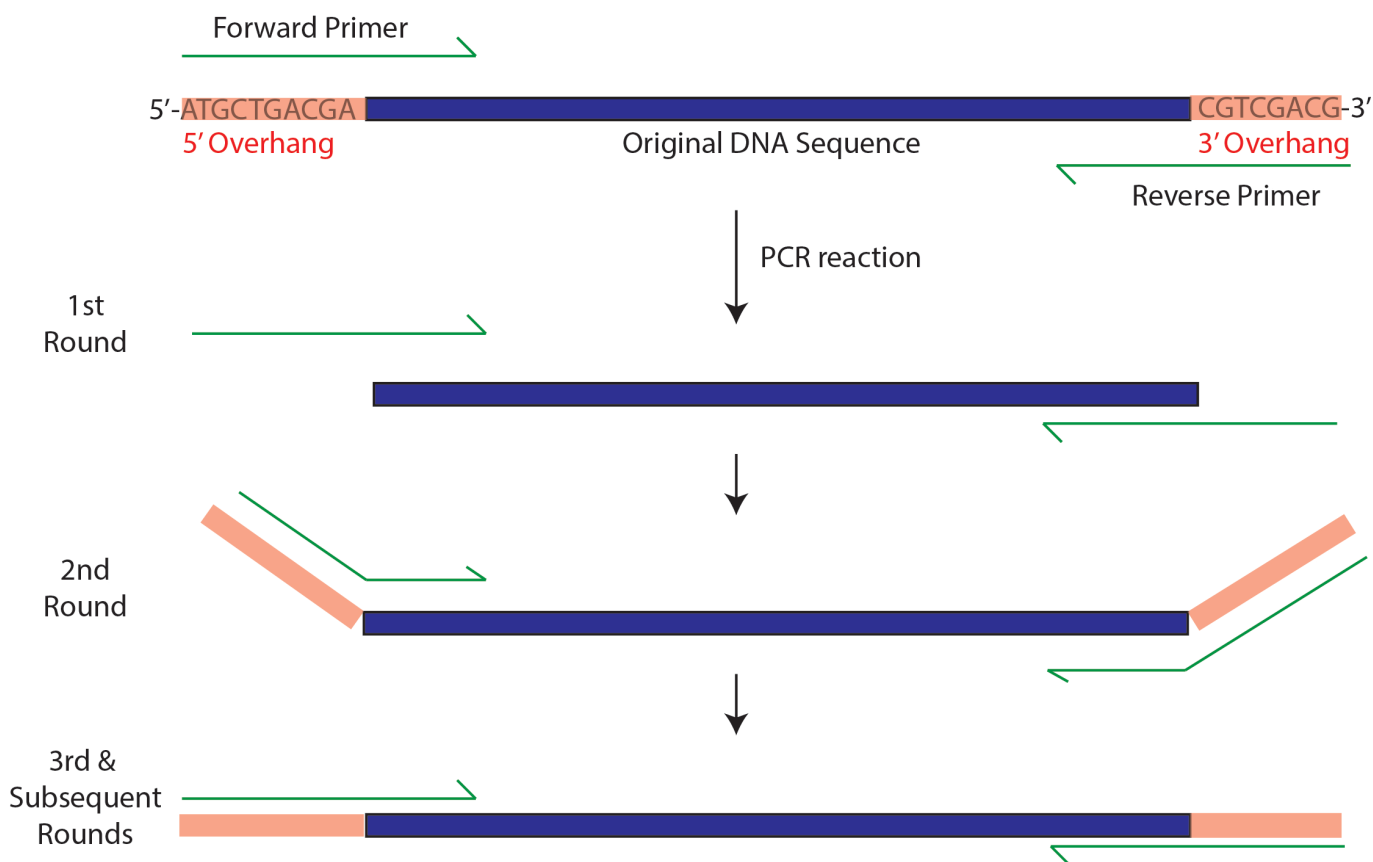 Forward Primer
5’-ATGCTGACGA
CGTCGACG-3’
5’ Overhang
Original DNA Sequence
3’ Overhang
Reverse Primer
PCR reaction
1st
Round
2nd
Round
3rd &
Subsequent
Rounds